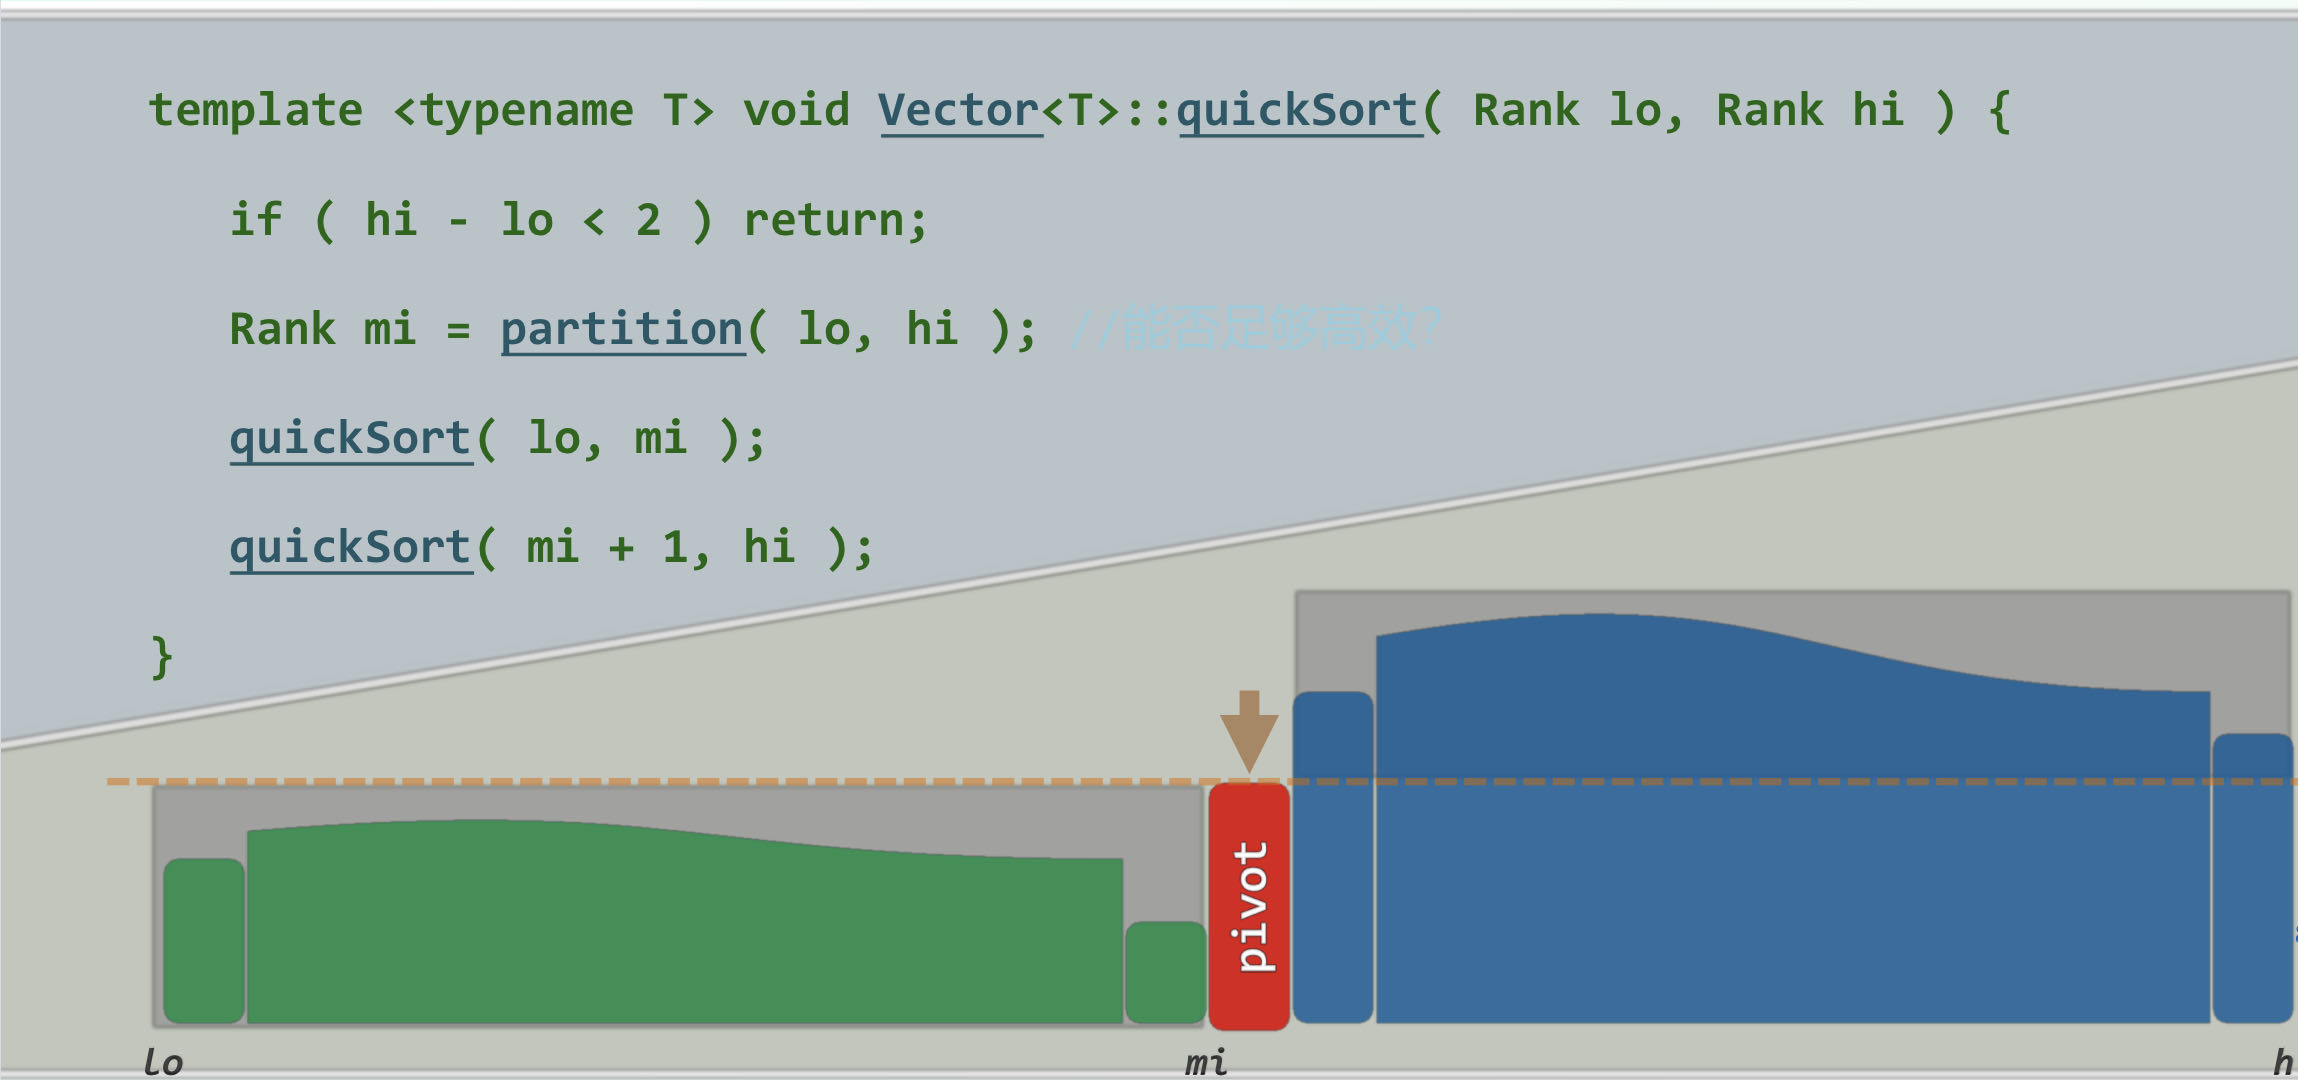 template <typename T> void Vector<T>::quickSort( Rank lo, Rank hi ) {
if ( hi - lo < 2 ) return;
Rank mi = partition( lo, hi ); //能否足够高效?
quickSort( lo, mi );
quickSort( mi + 1, hi );
}
pivot
lo mi h